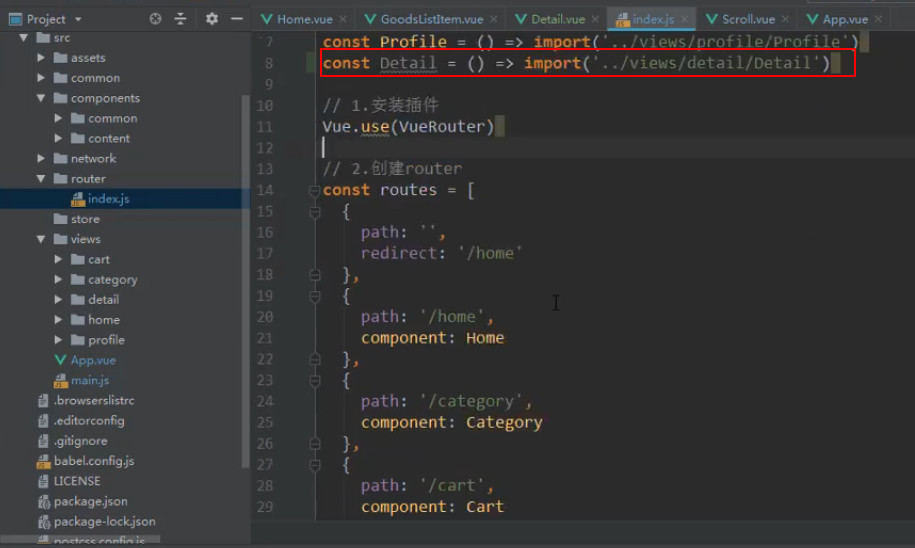 Project
Home.vue
GoodsListItem.vue
Detail.vue
index.js
Scroll.vue
App.vue
src
assets
common
components
common
content
network
router
index.js
store
views
cart
category
detail
home
profile
App.vue
main.js
.browserslistrc
.editorconfig
.gitignore
babel.config.js
LICENSE
package.json
package-lock.json
postcss.config.js
7 const Profile = () => import('../views/profile/Profile')
8 const Detail = () => import('../views/detail/Detail')
9
10 // 1.安装插件
11 Vue.use(VueRouter)
12
13 // 2.创建router
14 const routes = [
15 {
16 path: '',
17 redirect: '/home'
18 },
19 {
20 path: '/home',
21 component: Home
22 },
23 {
24 path: '/category',
25 component: Category
26 },
27 {
28 path: '/cart',
29 component: Cart